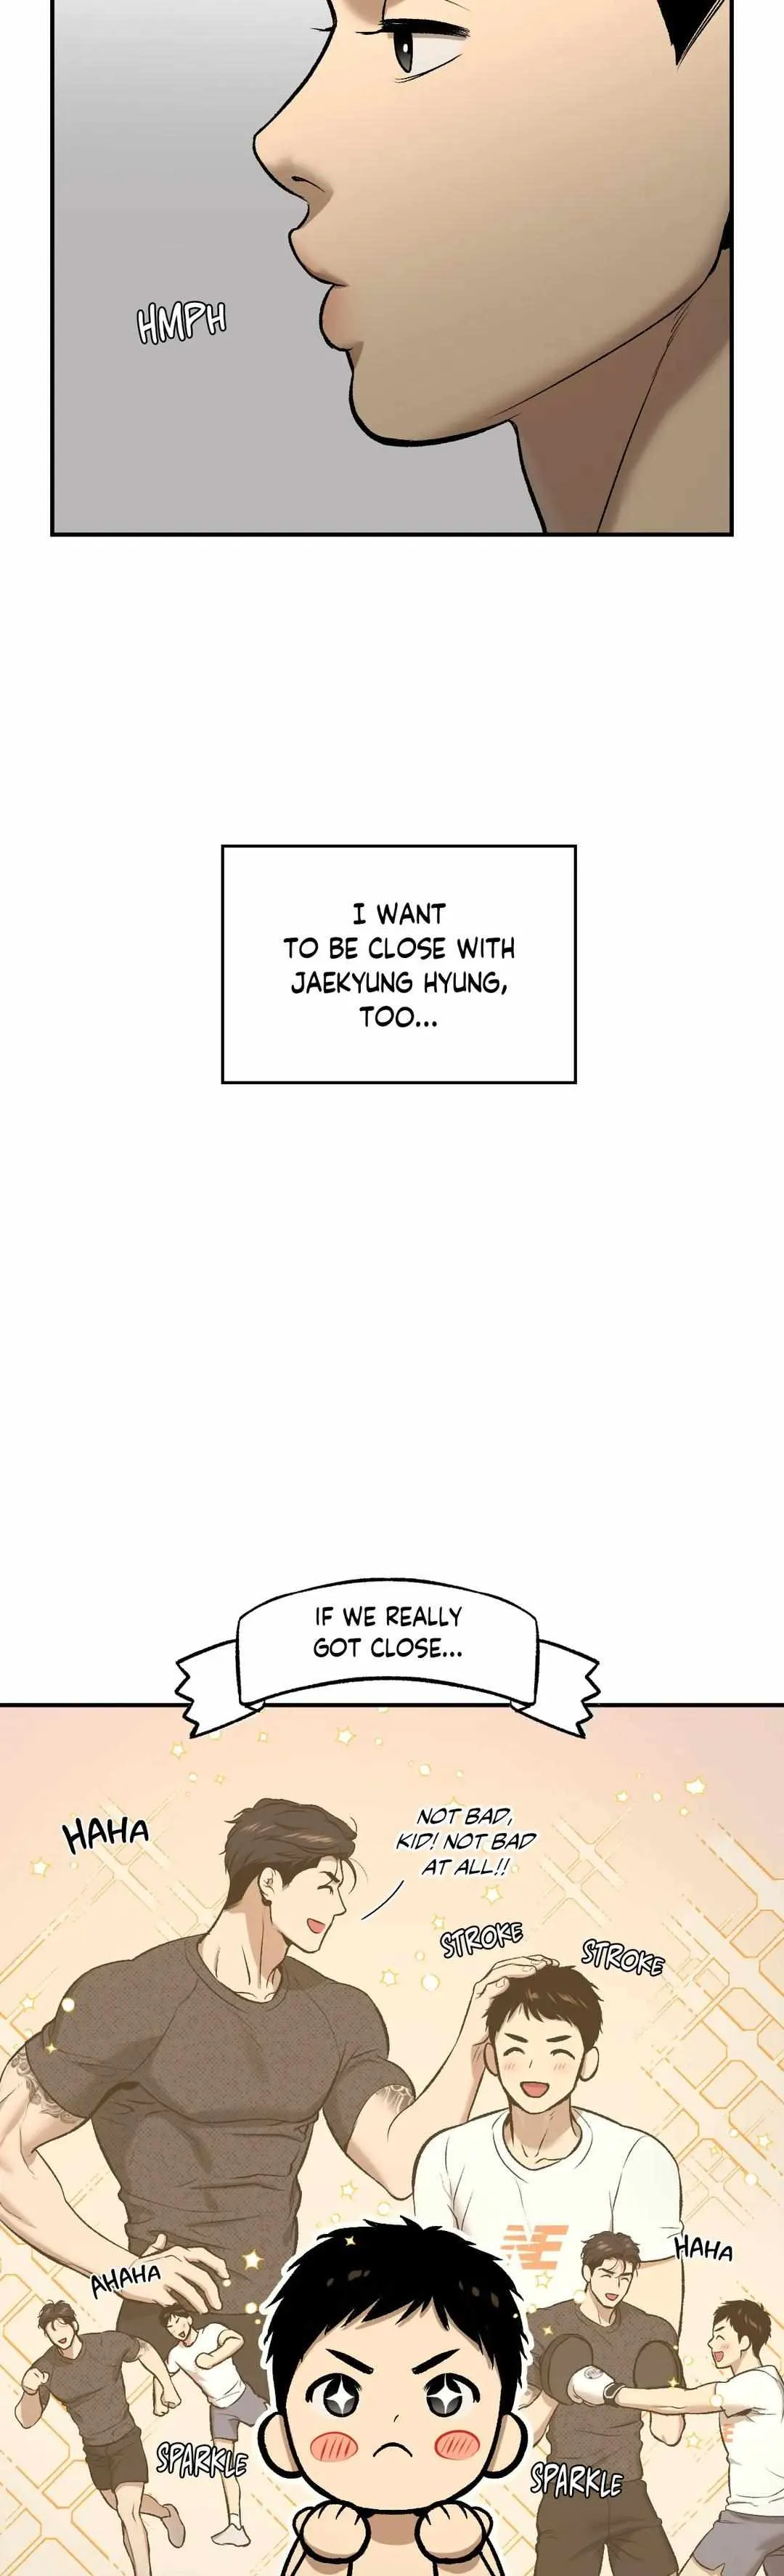 HMPH
I WANT
TO BE CLOSE WITH
JAEKYUNG HYUNG,
TOO...
IF WE REALLY
GOT CLOSE...
HAHA
NOT BAD,
KID! NOT BAD
AT ALL!!
STROKE
STROKE
NE
HAHA
AHAHA
SPARKLE
SPARKLE